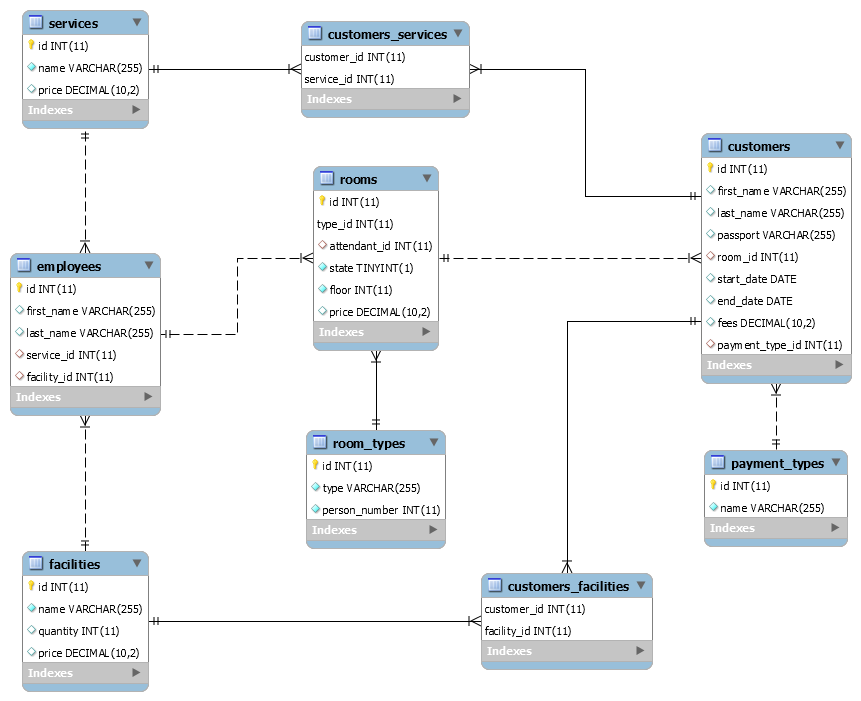 services
id INT(11)
name VARCHAR(255)
price DECIMAL(10,2)
Indexes
customers_services
customer_id INT(11)
service_id INT(11)
Indexes
customers
id INT(11)
first_name VARCHAR(255)
last_name VARCHAR(255)
passport VARCHAR(255)
room_id INT(11)
start_date DATE
end_date DATE
fees DECIMAL(10,2)
payment_type_id INT(11)
Indexes
rooms
id INT(11)
type_id INT(11)
attendant_id INT(11)
state TINYINT(1)
floor INT(11)
price DECIMAL(10,2)
Indexes
employees
id INT(11)
first_name VARCHAR(255)
last_name VARCHAR(255)
service_id INT(11)
facility_id INT(11)
Indexes
room_types
id INT(11)
type VARCHAR(255)
person_number INT(11)
Indexes
payment_types
id INT(11)
name VARCHAR(255)
Indexes
facilities
id INT(11)
name VARCHAR(255)
quantity INT(11)
price DECIMAL(10,2)
Indexes
customers_facilities
customer_id INT(11)
facility_id INT(11)
Indexes